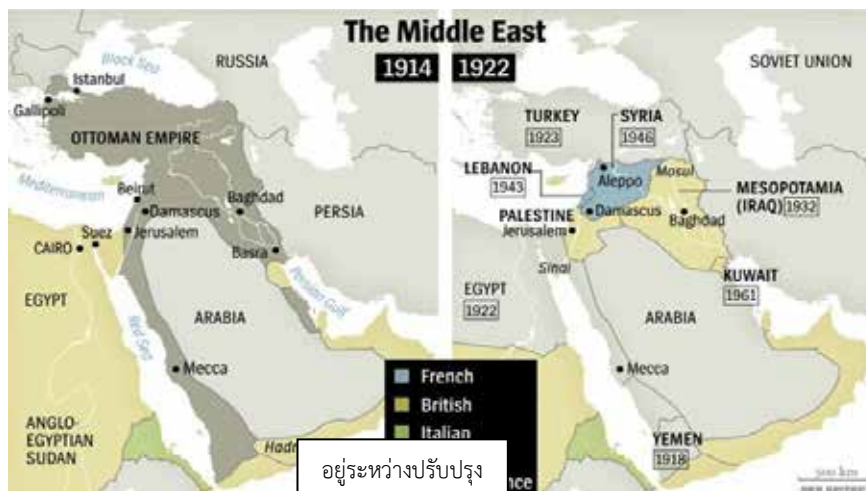 The Middle East
1914
1922
Black Sea
RUSSIA
Istanbul
Gallipoli
OTTOMAN EMPIRE
Mediterranean
Beirut
Damascus
Baghdad
PERSIA
Suez
CAIRO
Jerusalem
Basra
Persian Gulf
EGYPT
ARABIA
Red Sea
Mecca
ANGLO-
EGYPTIAN
SUDAN
SOVIET UNION
TURKEY
1923
SYRIA
1946
LEBANON
1943
Aleppo
Mosul
MESOPOTAMIA
(IRAQ) 1932
PALESTINE
Damascus
Jerusalem
Baghdad
Sinai
EGYPT
1922
KUWAIT
1961
ARABIA
Mecca
YEMEN
1918
French
British
Italian
อยู่ระหว่างปรับปรุง